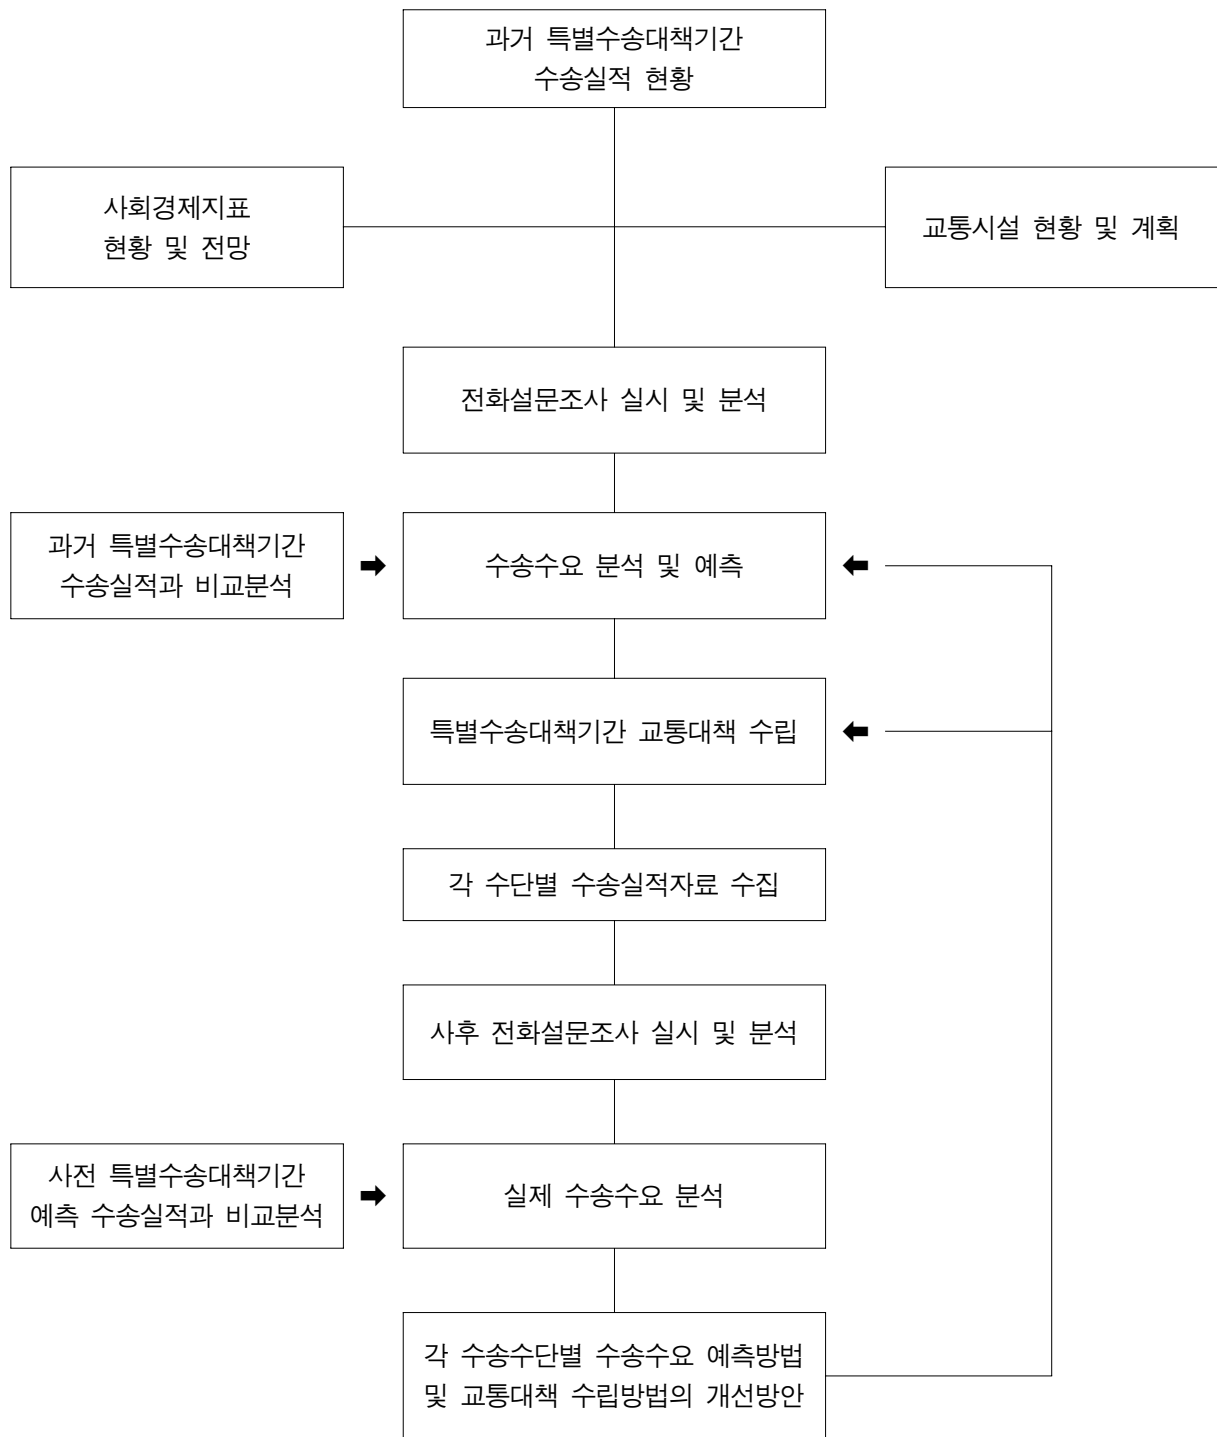 과거 특별수송대책기간
수송실적 현황
사회경제지표
현황 및 전망
교통시설 현황 및 계획
전화설문조사 실시 및 분석
과거 특별수송대책기간
수송실적과 비교분석
수송수요 분석 및 예측
특별수송대책기간 교통대책 수립
각 수단별 수송실적자료 수집
사후 전화설문조사 실시 및 분석
사전 특별수송대책기간
예측 수송실적과 비교분석
실제 수송수요 분석
각 수송수단별 수송수요 예측방법
및 교통대책 수립방법의 개선방안